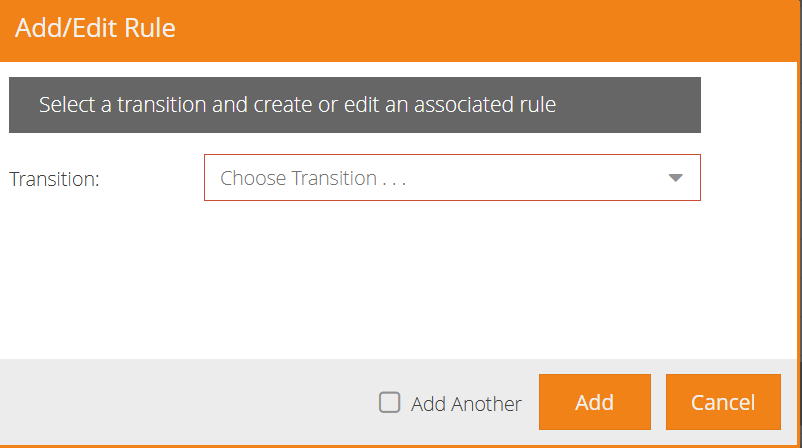 Add/Edit Rule
Select a transition and create or edit an associated rule
Transition:
Choose Transition . . .
Add Another
Add
Cancel